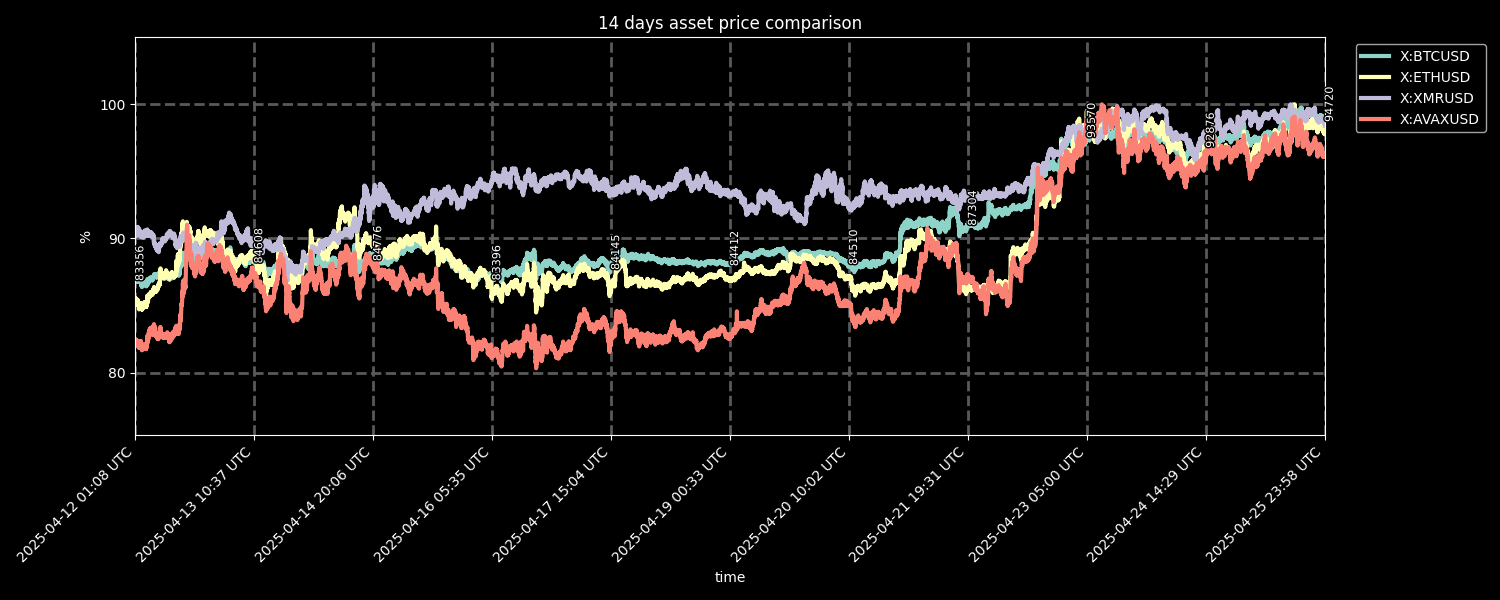 14 days asset price comparison
X:BTCUSD
X:ETHUSD
X:XMRUSD
X:AVAXUSD
100
90
80
%
83356
84608
84776
83396
84145
84412
84510
87304
93570
92876
94720
2025-04-12 01:08 UTC
2025-04-13 10:37 UTC
2025-04-14 20:06 UTC
2025-04-16 05:35 UTC
2025-04-17 15:04 UTC
2025-04-19 00:33 UTC
2025-04-20 10:02 UTC
2025-04-21 19:31 UTC
2025-04-23 05:00 UTC
2025-04-24 14:29 UTC
2025-04-25 23:58 UTC
time